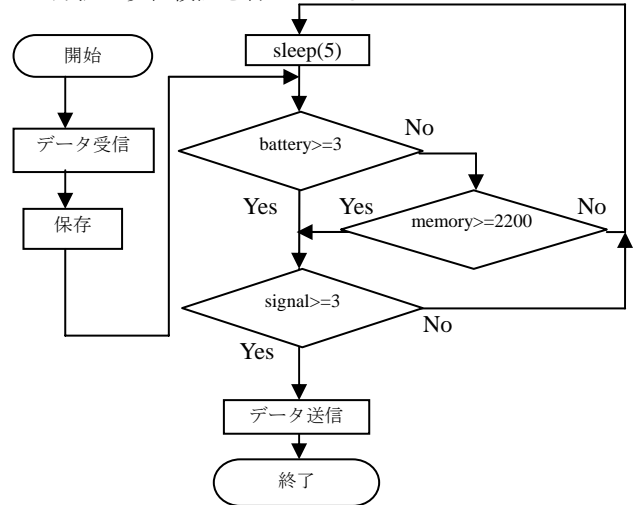 開始
データ受信
保存
sleep(5)
battery>=3
No
Yes
memory>=2200
Yes
No
signal>=3
No
Yes
データ送信
終了